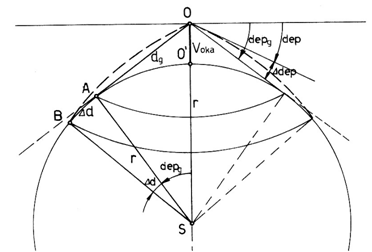 O
dep_g
dep
d_g
O'
V_oka
Δdep
A
r
B
Δd
r
dep_g
Δd
S